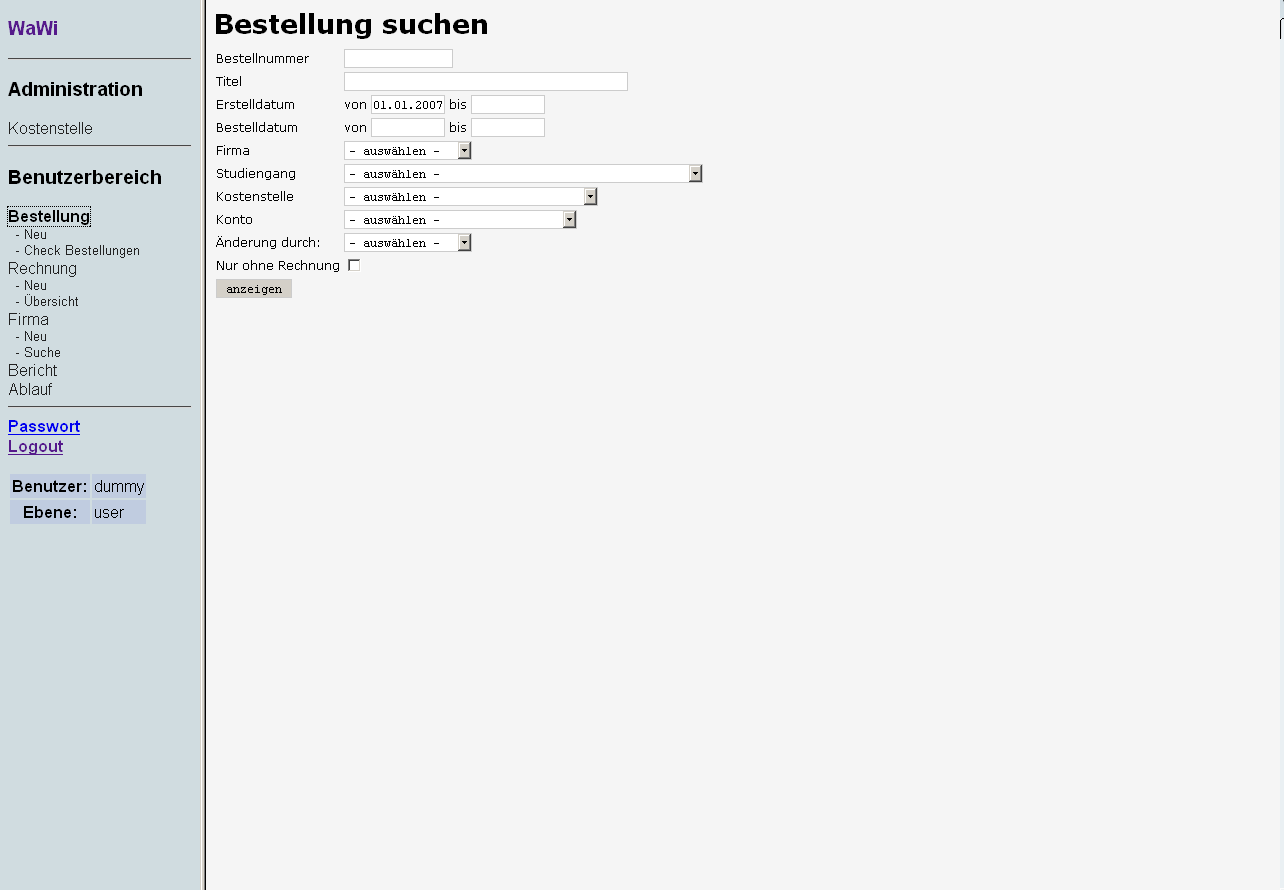 WaWi
Administration
Kostenstelle
Benutzerbereich
Bestellung
- Neu
- Check Bestellungen
Rechnung
- Neu
- Übersicht
Firma
- Neu
- Suche
Bericht
Ablauf
Passwort
Logout
Benutzer: dummy
Ebene: user
Bestellung suchen
Bestellnummer
Titel
Erstelldatum von 01.01.2007 bis
Bestelldatum von bis
Firma - auswählen -
Studiengang - auswählen -
Kostenstelle - auswählen -
Konto - auswählen -
Änderung durch: - auswählen -
Nur ohne Rechnung
anzeigen